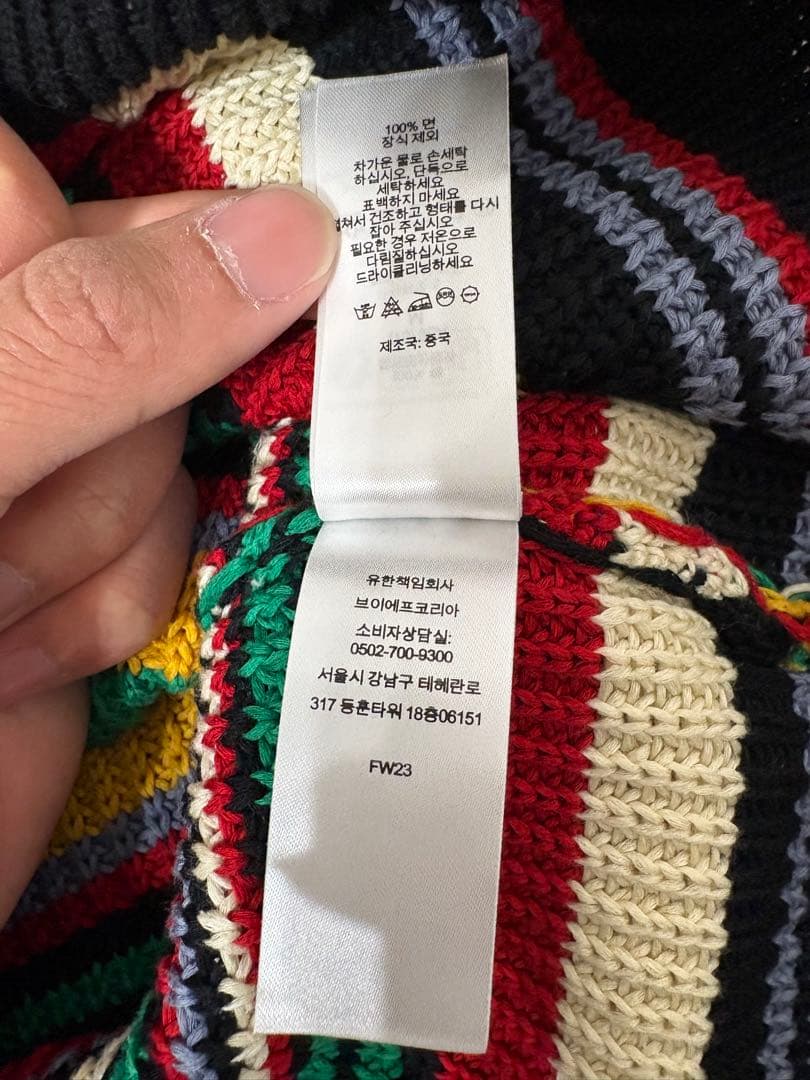 100% 면
장식 제외
차가운 물로 손세탁
하십시오, 단독으로
세탁하세요
표백하지 마세요
건조하고 형태를 다시
잡아 주십시오
필요한 경우 저온으로
다림질하십시오
드라이클리닝하세요
제조국: 중국
유한책임회사
브이에프코리아
소비자상담실:
0502-700-9300
서울시 강남구 테헤란로
317 동훈타워 18층06151
FW23